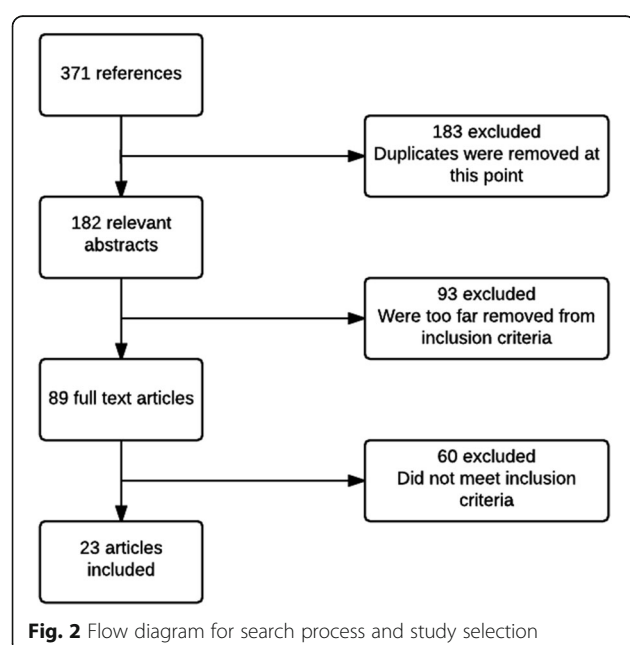 371 references
183 excluded
Duplicates were removed at
this point
182 relevant
abstracts
93 excluded
Were too far removed from
inclusion criteria
89 full text articles
60 excluded
Did not meet inclusion
criteria
23 articles
included
Fig. 2 Flow diagram for search process and study selection